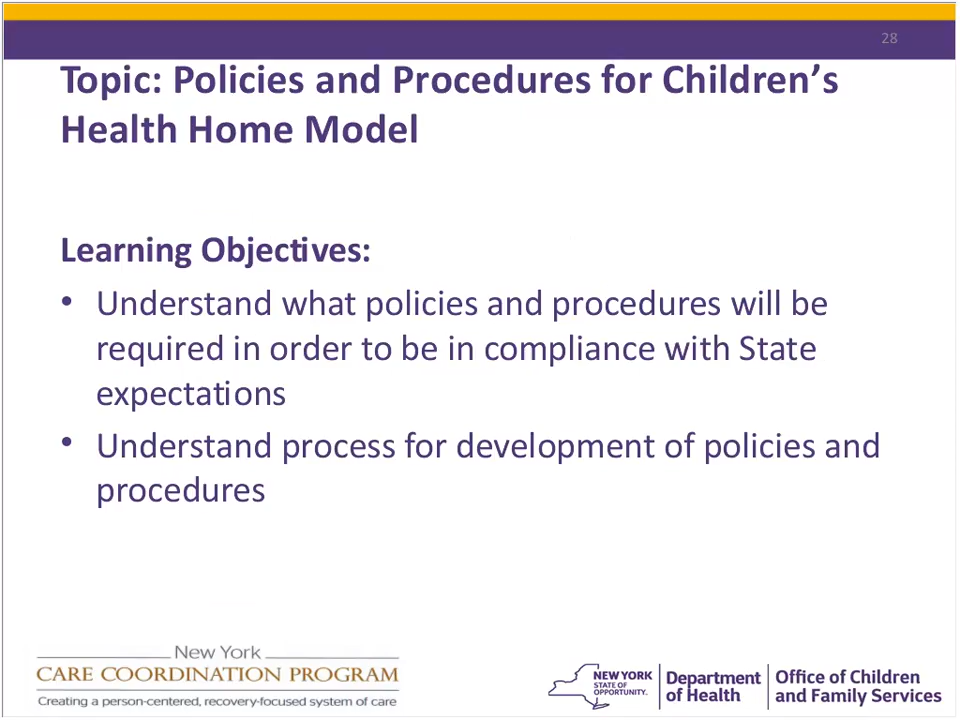 28
Topic: Policies and Procedures for Children’s
Health Home Model
Learning Objectives:
• Understand what policies and procedures will be
required in order to be in compliance with State
expectations
• Understand process for development of policies and
procedures
New York
CARE COORDINATION PROGRAM
Creating a person-centered, recovery-focused system of care
NEW YORK
STATE OF
OPPORTUNITY.
Department
of Health
Office of Children
and Family Services